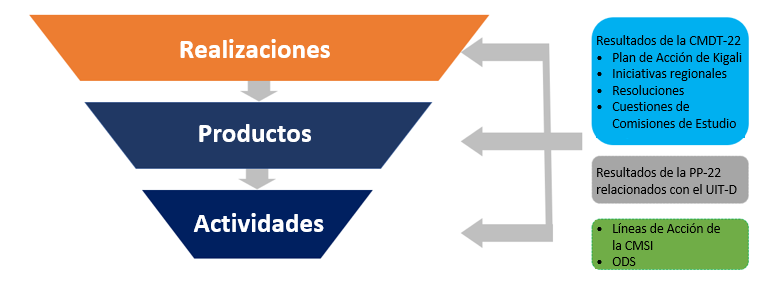 Realizaciones
Productos
Actividades
Resultados de la CMDT-22
• Plan de Acción de Kigali
• Iniciativas regionales
• Resoluciones
• Cuestiones de
Comisiones de Estudio
Resultados de la PP-22
relacionados con el UIT-D
• Líneas de Acción de
la CMSI
• ODS